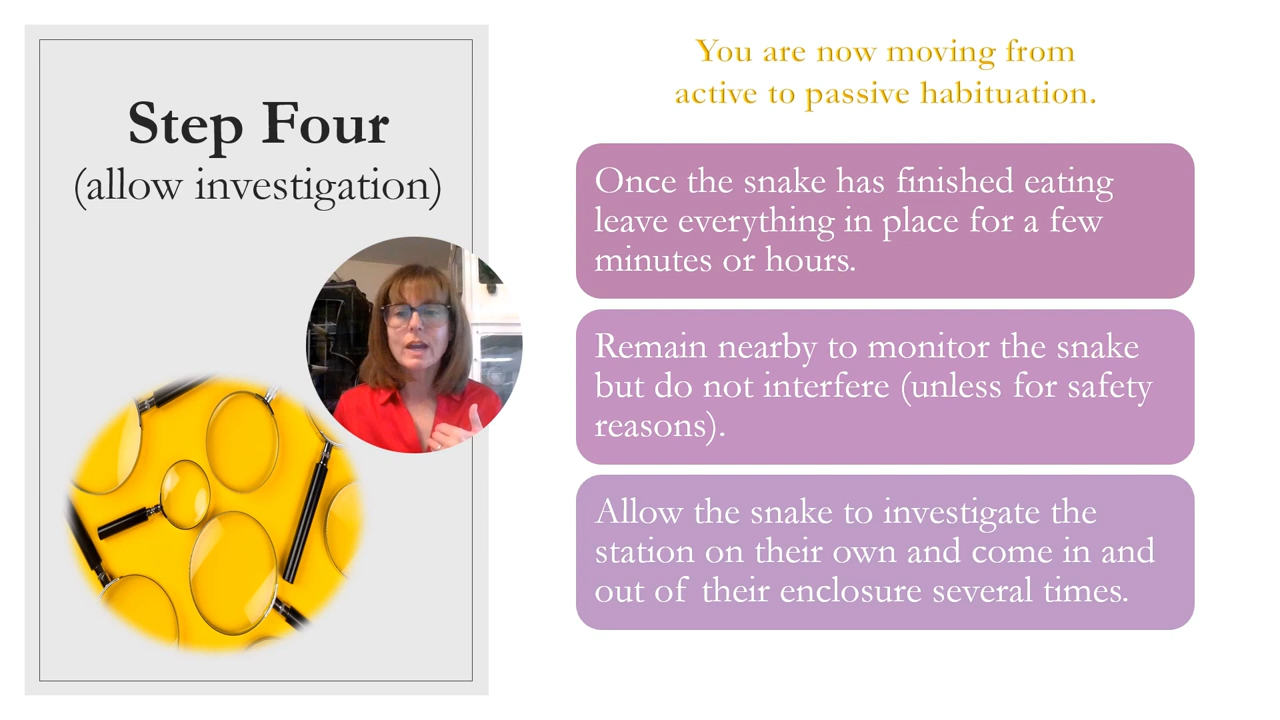 Step Four
(allow investigation)
You are now moving from
active to passive habituation.
Once the snake has finished eating
leave everything in place for a few
minutes or hours.
Remain nearby to monitor the snake
but do not interfere (unless for safety
reasons).
Allow the snake to investigate the
station on their own and come in and
out of their enclosure several times.